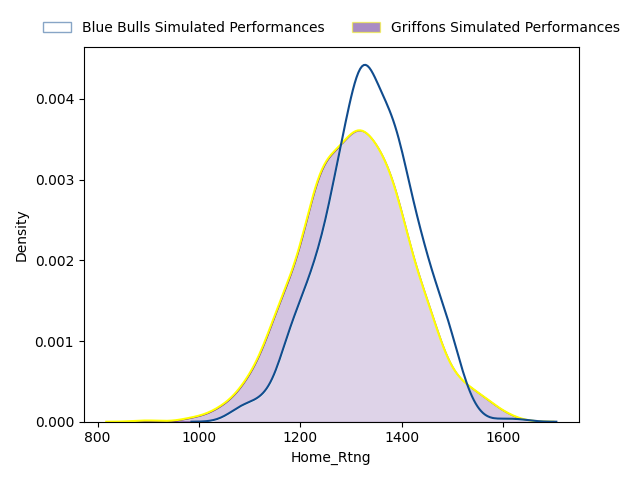 Blue Bulls Simulated Performances Griffons Simulated Performances
0.004
0.003
0.002
0.001
0.000
Density
800 1000 1200 1400 1600
Home_Rtng